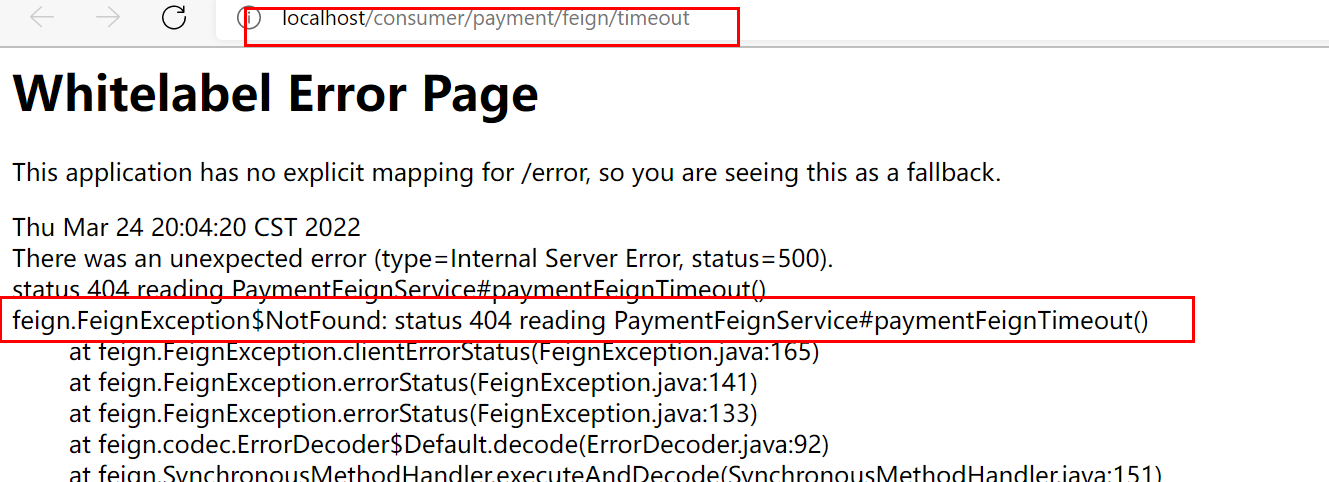 localhost/consumer/payment/feign/timeout
Whitelabel Error Page
This application has no explicit mapping for /error, so you are seeing this as a fallback.
Thu Mar 24 20:04:20 CST 2022
There was an unexpected error (type=Internal Server Error, status=500).
status 404 reading PaymentFeignService#paymentFeignTimeout()
feign.FeignException$NotFound: status 404 reading PaymentFeignService#paymentFeignTimeout()
at feign.FeignException.clientErrorStatus(FeignException.java:165)
at feign.FeignException.errorStatus(FeignException.java:141)
at feign.FeignException.errorStatus(FeignException.java:133)
at feign.codec.ErrorDecoder$Default.decode(ErrorDecoder.java:92)
at feign.SynchronousMethodHandler.executeAndDecode(SynchronousMethodHandler.java:151)